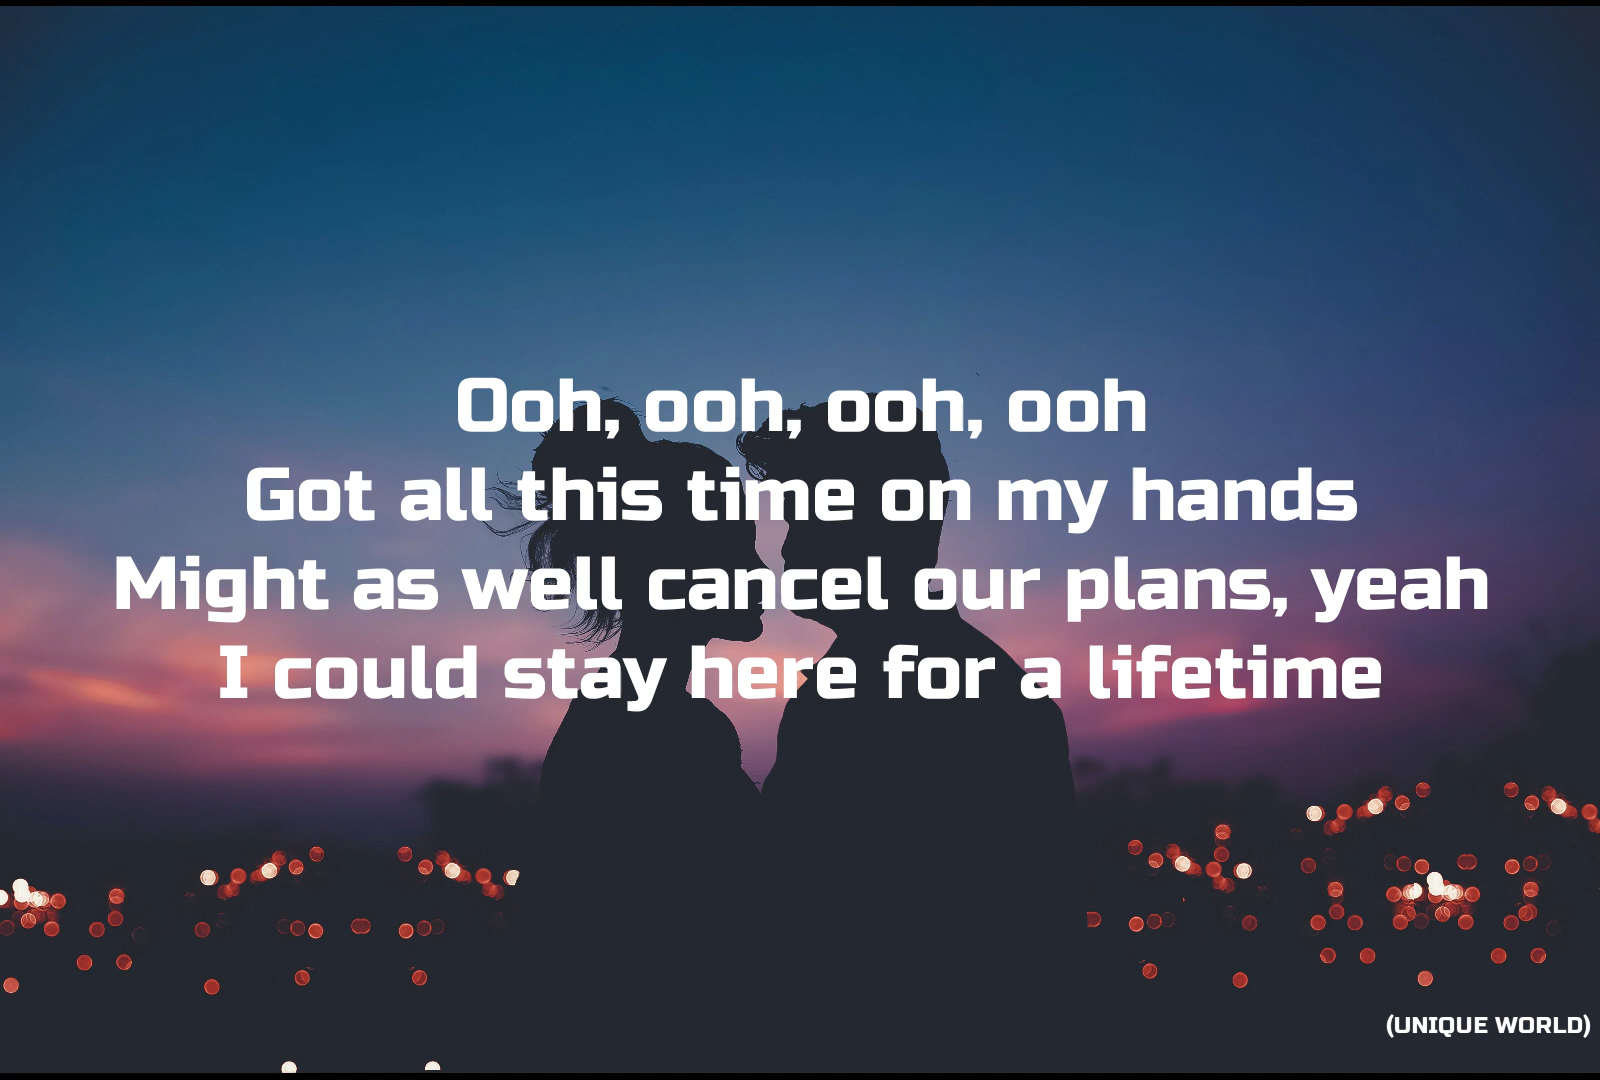 Ooh, ooh, ooh, ooh
Got all this time on my hands
Might as well cancel our plans, yeah
I could stay here for a lifetime
(UNIQUE WORLD)